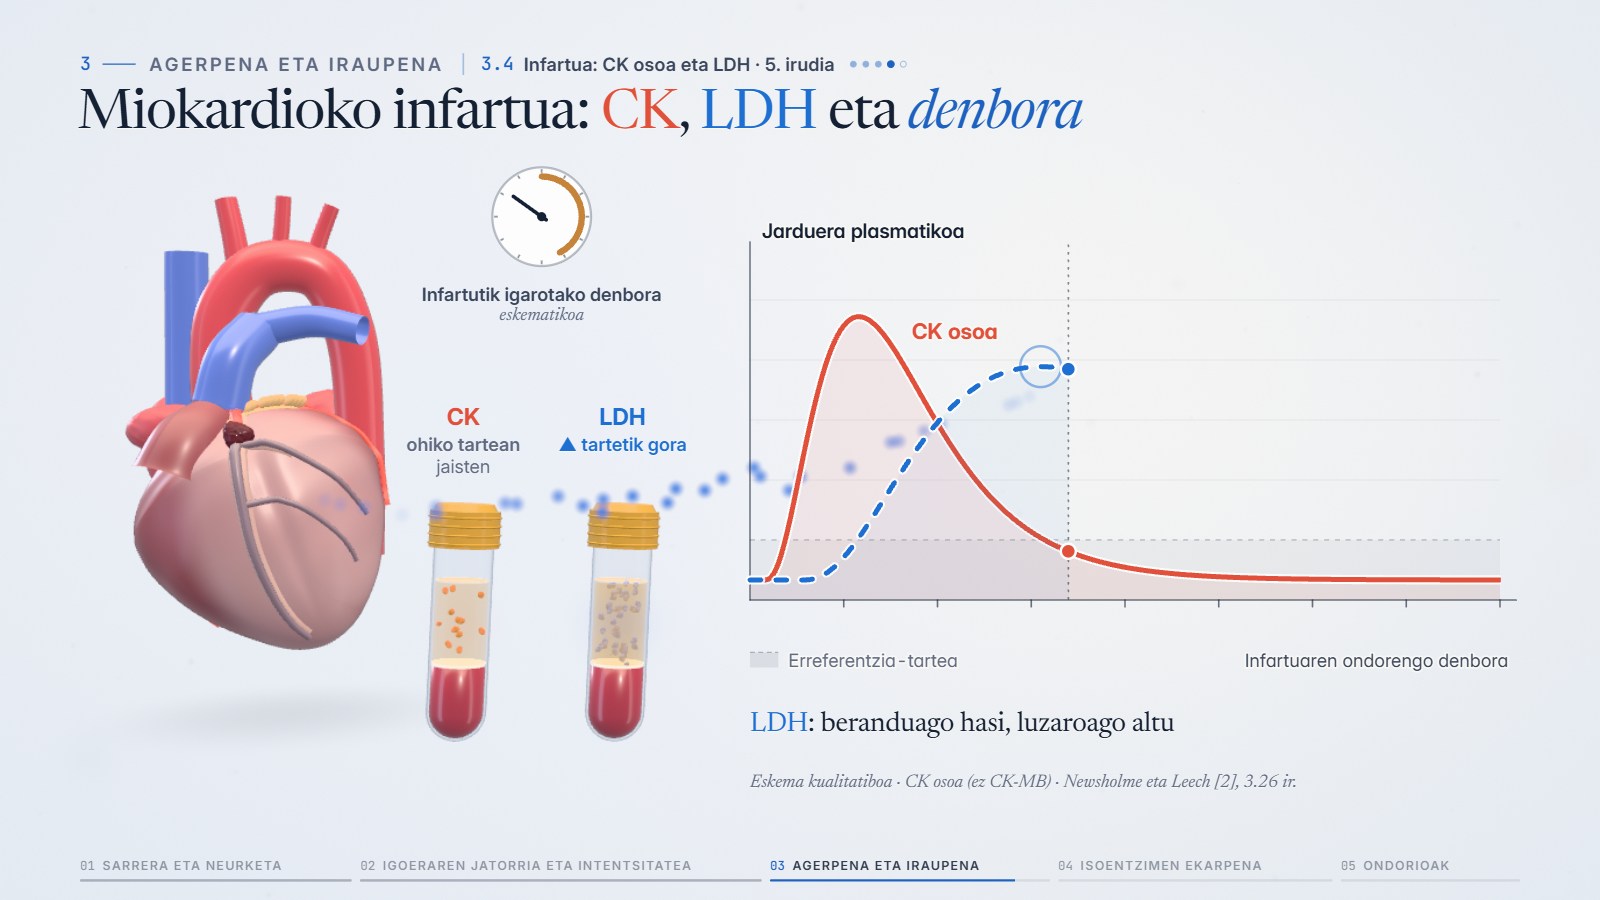 3 AGERPENA ETA IRAUPENA 3.4 Infartua: CK osoa eta LDH · 5. irudia
Miokardioko infartua: CK, LDH eta denbora
Infartutik igarotako denbora
eskematikoa
CK
ohiko tartean
jaisten
LDH
▲ tartetik gora
Jarduera plasmatikoa
CK osoa
Erreferentzia-tartea
Infartuaren ondorengo denbora
LDH: beranduago hasi, luzaroago altu
Eskema kualitatiboa · CK osoa (ez CK-MB) · Newsholme eta Leech [2], 3.26 ir.
01 SARRERA ETA NEURKETA
02 IGOERAREN JATORRIA ETA INTENTSITATEA
03 AGERPENA ETA IRAUPENA
04 ISOENTZIMEN EKARPENA
05 ONDORIOAK